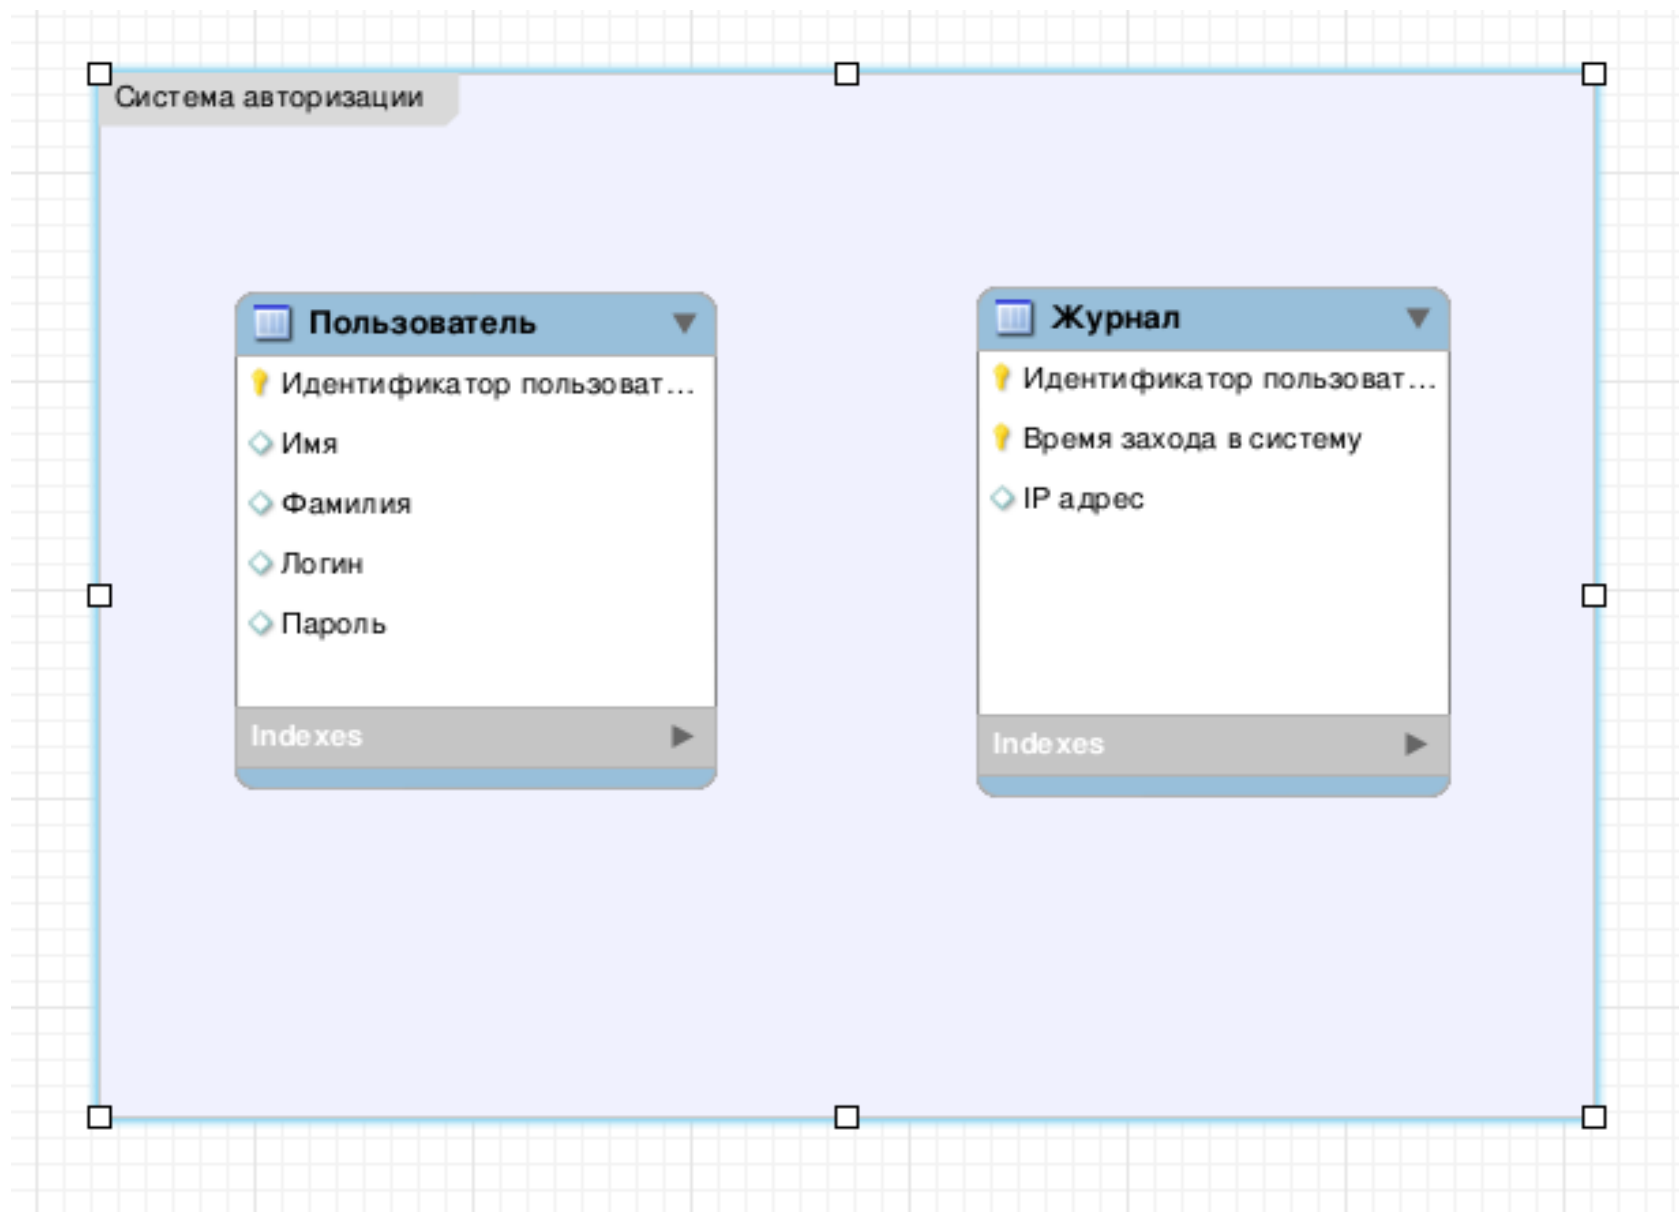 Система авторизации
Пользователь
Идентификатор пользоват...
Имя
Фамилия
Логин
Пароль
Indexes
Журнал
Идентификатор пользоват...
Время захода в систему
IP адрес
Indexes